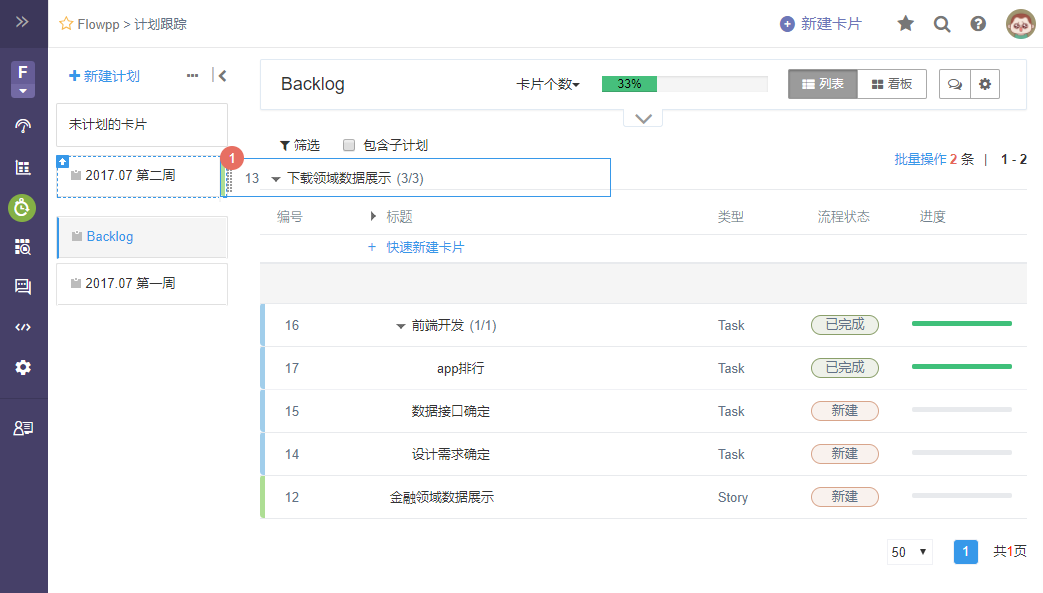 Flowpp > 计划跟踪
新建卡片
F
新建计划
未计划的卡片
2017.07 第二周
Backlog
2017.07 第一周
Backlog
卡片个数
33%
列表
看板
筛选
包含子计划
批量操作 2 条 | 1 - 2
1
13 下载领域数据展示 (3/3)
编号 标题 类型 流程状态 进度
+ 快速新建卡片
16 前端开发 (1/1) Task 已完成
17 app排行 Task 已完成
15 数据接口确定 Task 新建
14 设计需求确定 Task 新建
12 金融领域数据展示 Story 新建
50 1 共1页